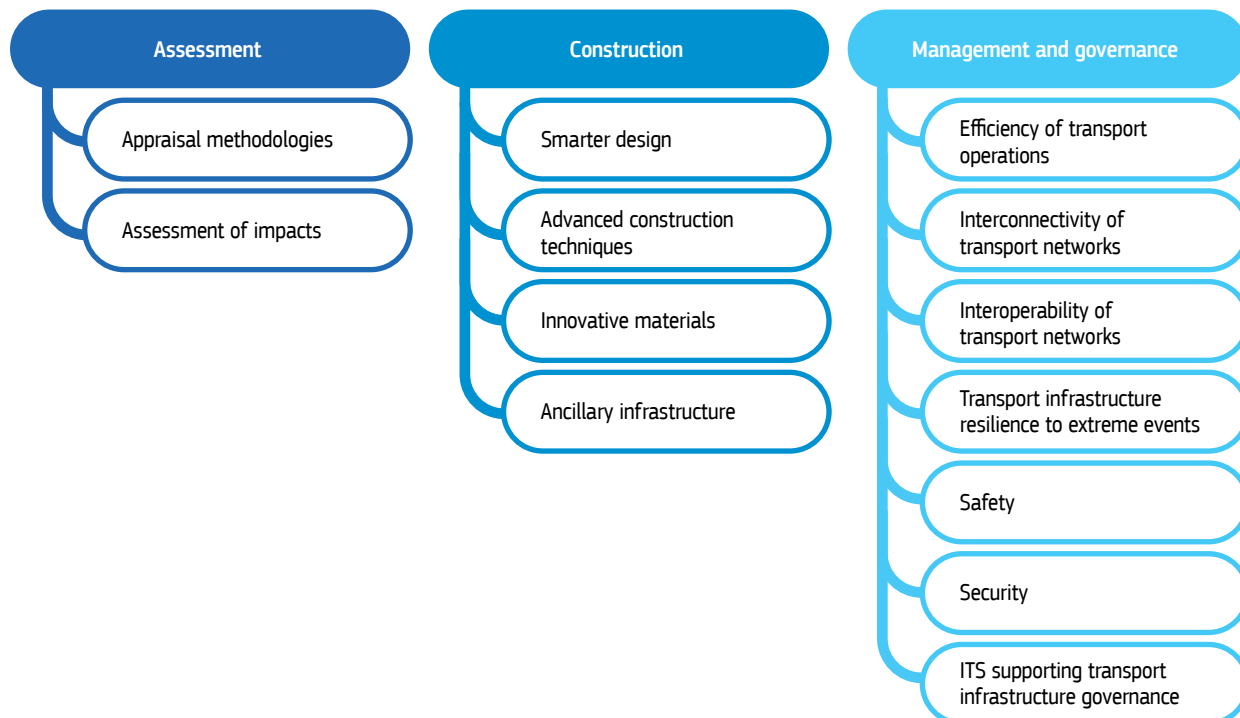 Assessment
Appraisal methodologies
Assessment of impacts
Construction
Smarter design
Advanced construction
techniques
Innovative materials
Ancillary infrastructure
Management and governance
Efficiency of transport
operations
Interconnectivity of
transport networks
Interoperability of
transport networks
Transport infrastructure
resilience to extreme events
Safety
Security
ITS supporting transport
infrastructure governance